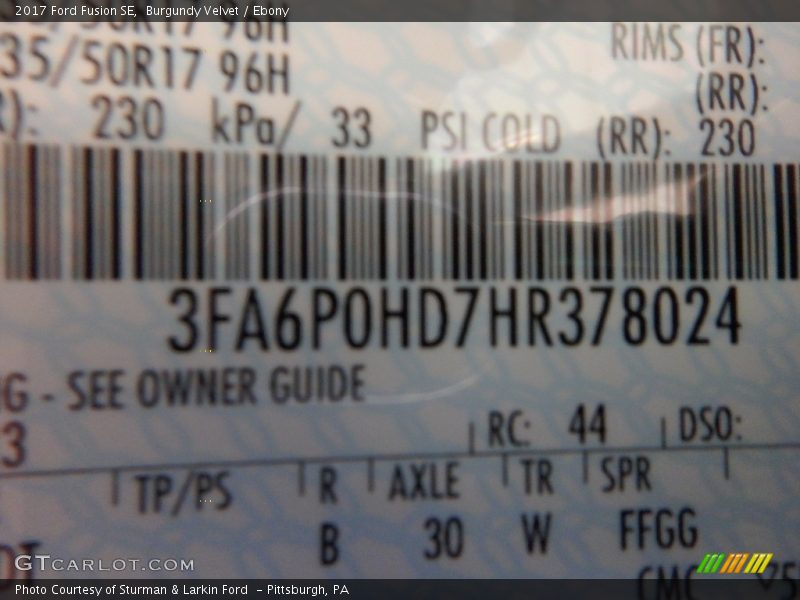 2017 Ford Fusion SE, Burgundy Velvet / Ebony
RIMS (FR):
35/50R17 96H
(RR):
): 230 kPa/ 33 PSI COLD (RR): 230
3FA6P0HD7HR378024
G - SEE OWNER GUIDE
3 RC: 44 DSO:
TP/PS R AXLE TR SPR
B 30 W FFGG
GTCARLOT.COM
Photo Courtesy of Sturman & Larkin Ford - Pittsburgh, PA